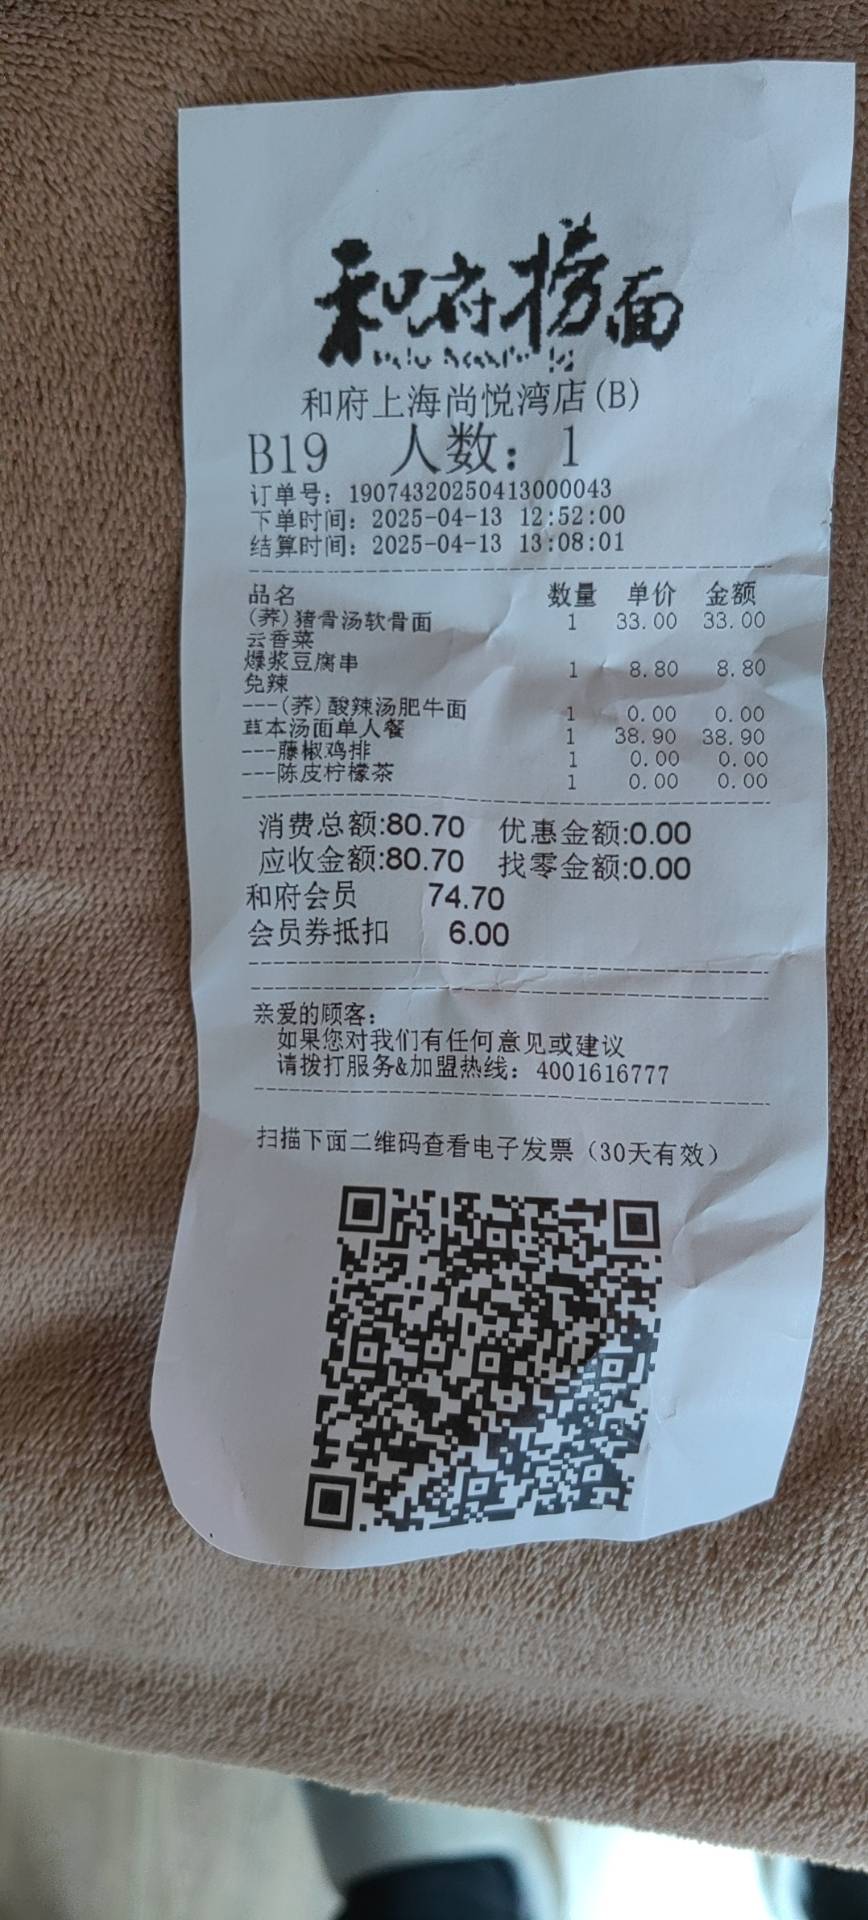 和府捞面
和府上海尚悦湾店(B)
B19 人数：1
订单号：19074320250413000043
下单时间：2025-04-13 12:52:00
结算时间：2025-04-13 13:08:01
品名 数量 单价 金额
(荞)猪骨汤软骨面 1 33.00 33.00
云香菜
爆浆豆腐串 1 8.80 8.80
免辣
---(荞)酸辣汤肥牛面 1 0.00 0.00
草本汤面单人餐 1 38.90 38.90
---藤椒鸡排 1 0.00 0.00
---陈皮柠檬茶 1 0.00 0.00
消费总额:80.70 优惠金额:0.00
应收金额:80.70 找零金额:0.00
和府会员 74.70
会员券抵扣 6.00
亲爱的顾客：
如果您对我们有任何意见或建议
请拨打服务&加盟热线：4001616777
扫描下面二维码查看电子发票（30天有效）